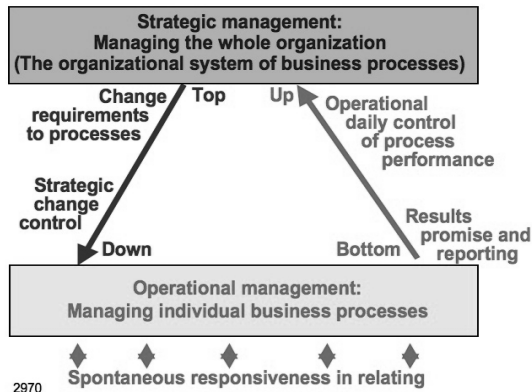 Strategic management:
Managing the whole organization
(The organizational system of business processes)
Change
requirements
to processes
Top
Up
Operational
daily control
of process
performance
Strategic
change
control
Results
promise and
reporting
Down
Bottom
Operational management:
Managing individual business processes
Spontaneous responsiveness in relating
2970